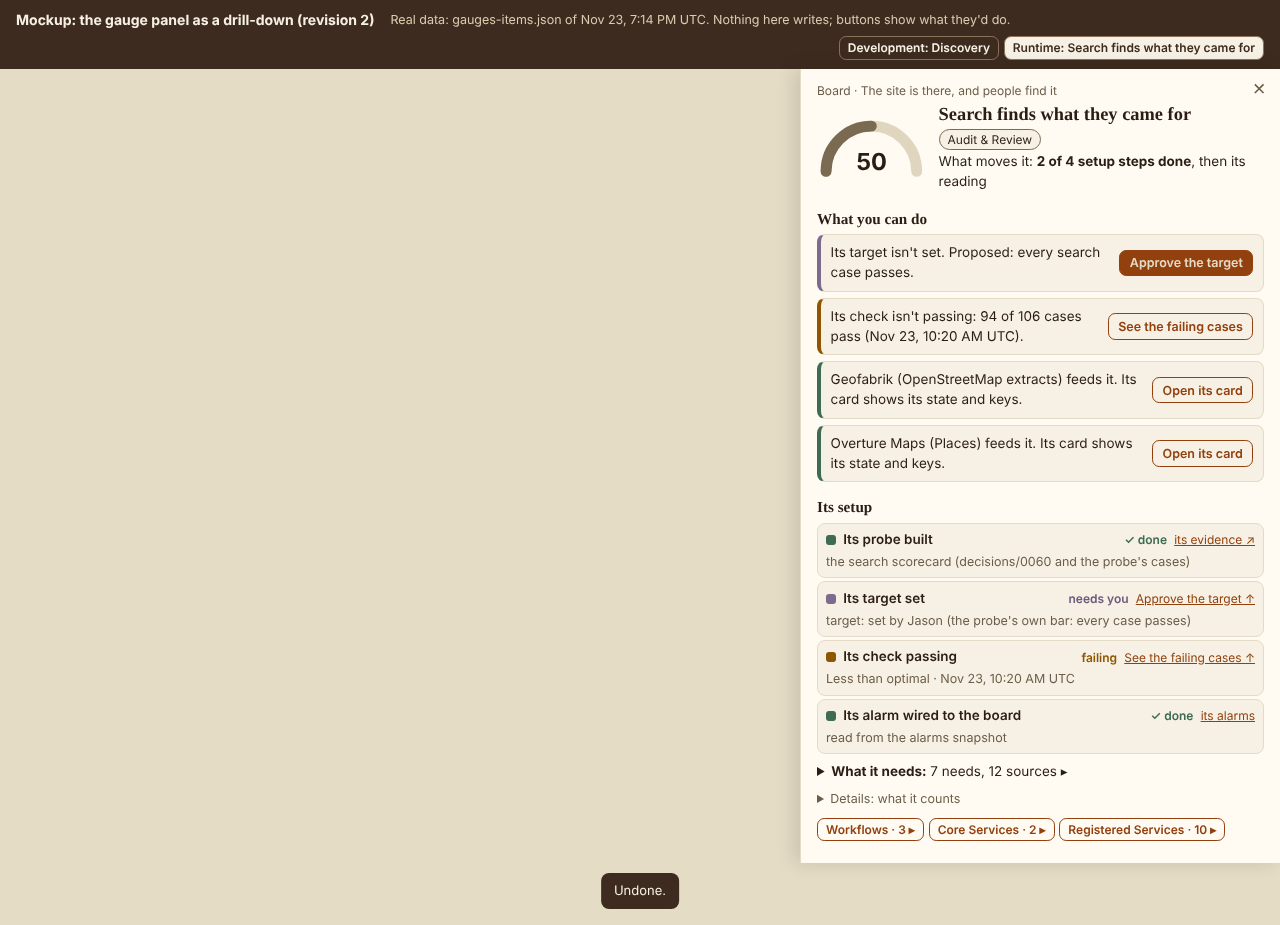 Mockup: the gauge panel as a drill-down (revision 2) Real data: gauges-items.json of Nov 23, 7:14 PM UTC. Nothing here writes; buttons show what they'd do.
Development: Discovery Runtime: Search finds what they came for
Board · The site is there, and people find it ✕
Search finds what they came for
Audit & Review
50
What moves it: 2 of 4 setup steps done, then its
reading
What you can do
Its target isn't set. Proposed: every search
case passes.
Approve the target
Its check isn't passing: 94 of 106 cases
pass (Nov 23, 10:20 AM UTC).
See the failing cases
Geofabrik (OpenStreetMap extracts) feeds it. Its
card shows its state and keys.
Open its card
Overture Maps (Places) feeds it. Its card shows
its state and keys.
Open its card
Its setup
Its probe built ✓ done its evidence ↗
the search scorecard (decisions/0060 and the probe's cases)
Its target set needs you Approve the target ↑
target: set by Jason (the probe's own bar: every case passes)
Its check passing failing See the failing cases ↑
Less than optimal · Nov 23, 10:20 AM UTC
Its alarm wired to the board ✓ done its alarms
read from the alarms snapshot
▶ What it needs: 7 needs, 12 sources ▸
▶ Details: what it counts
Workflows · 3 ▸ Core Services · 2 ▸ Registered Services · 10 ▸
Undone.